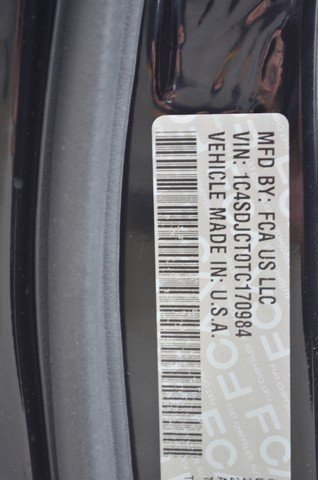 MFD BY: FCA US LLC
VIN: 1C4SDJCT0TC170984
VEHICLE MADE IN: U.S.A.